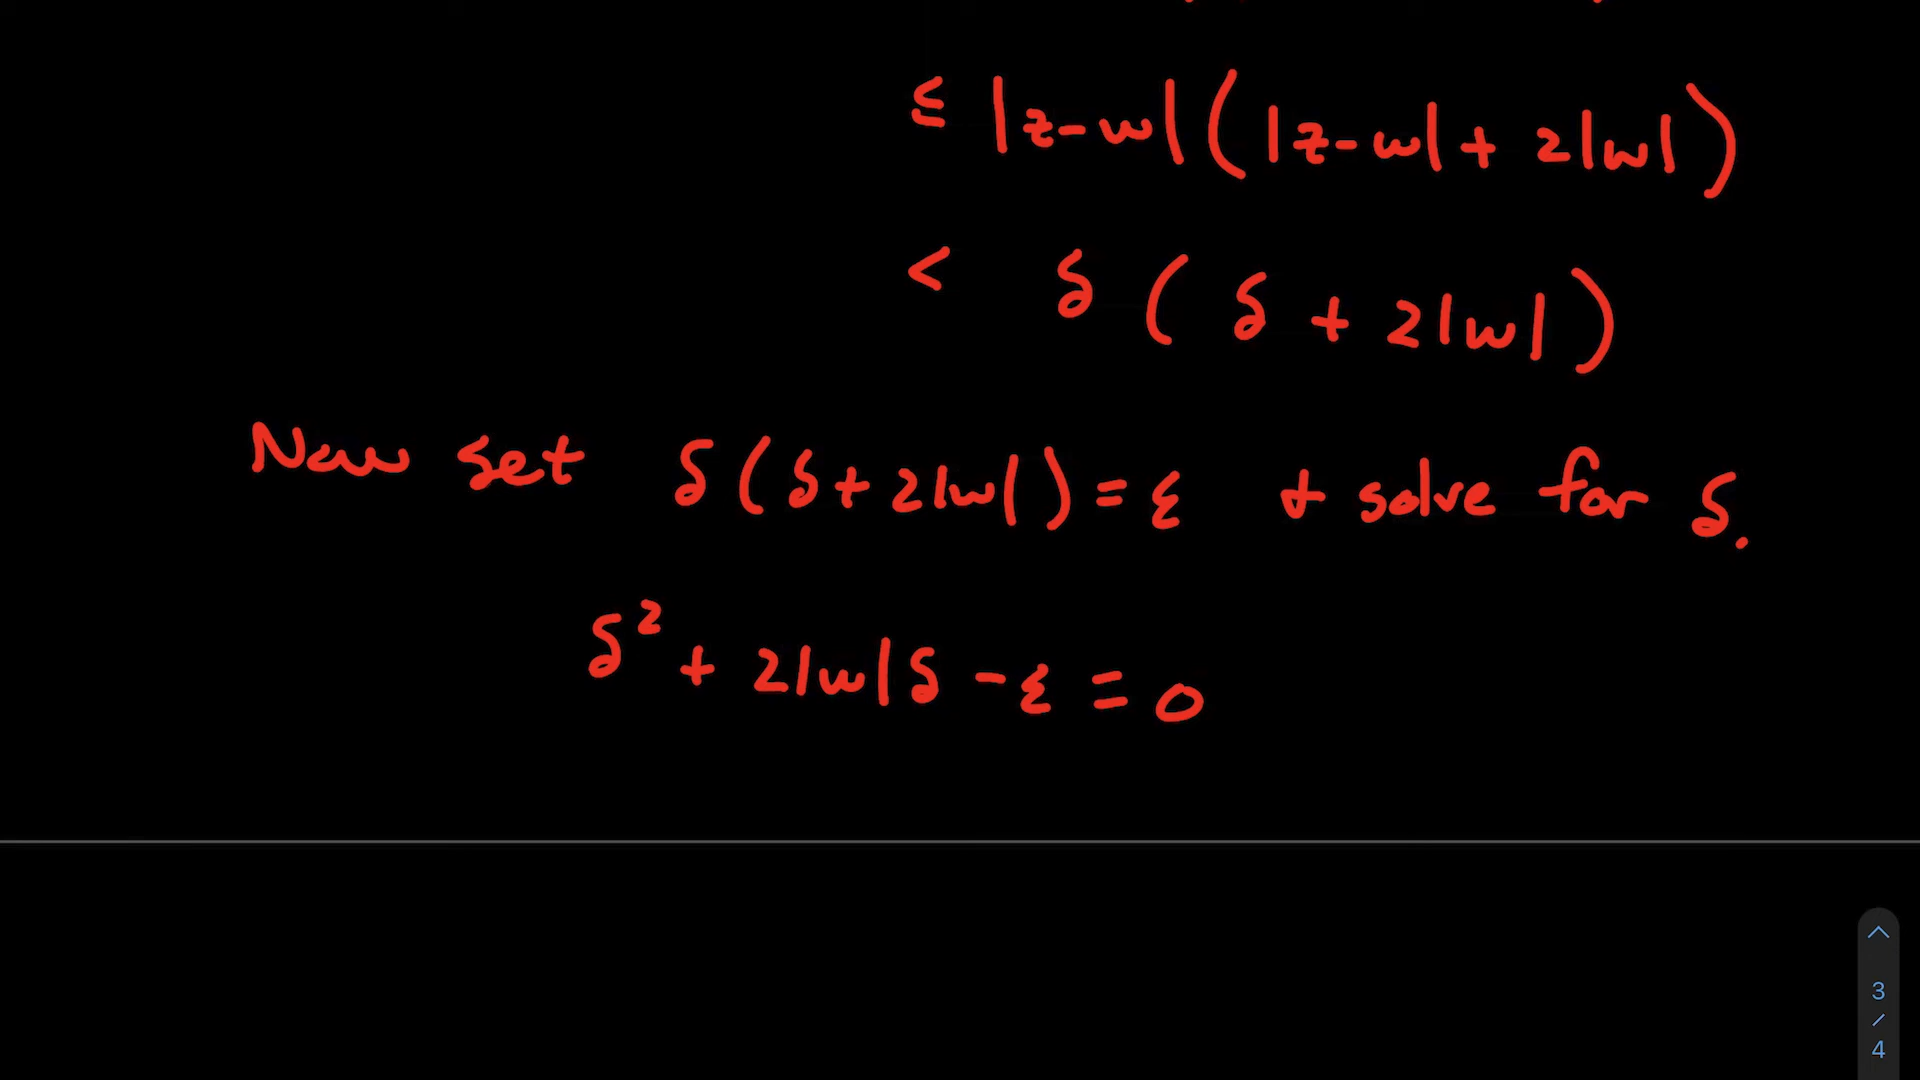 ≤ |z-w|(|z-w| + 2|w|)
< δ (δ + 2|w|)
Now set δ(δ + 2|w|) = ε + solve for δ.
δ² + 2|w|δ - ε = 0
3
/
4